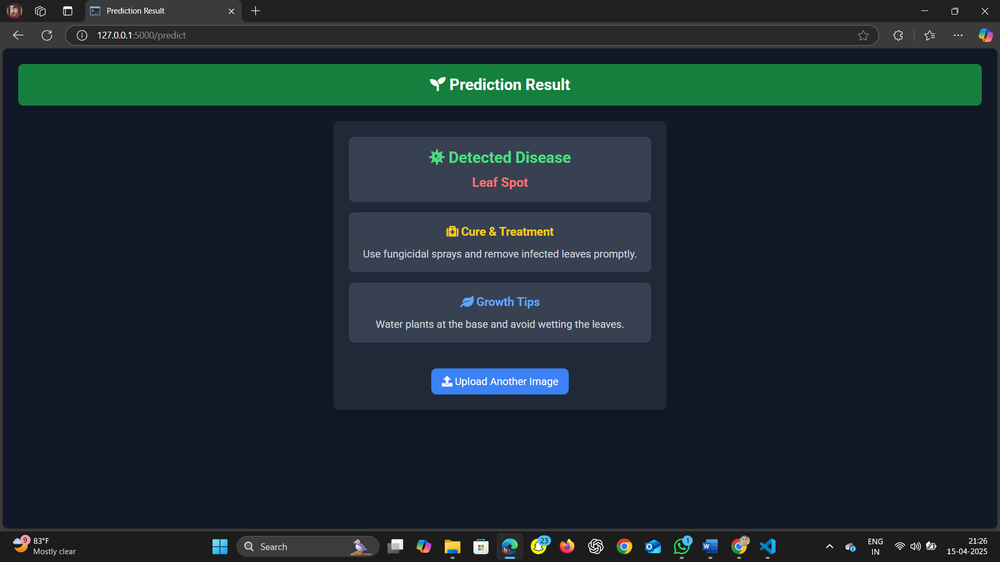 Prediction Result
127.0.0.1:5000/predict
Prediction Result
Detected Disease
Leaf Spot
Cure & Treatment
Use fungicidal sprays and remove infected leaves promptly.
Growth Tips
Water plants at the base and avoid wetting the leaves.
Upload Another Image
9
83°F
Mostly clear
Search
23
1
ENG
IN
21:26
15-04-2025